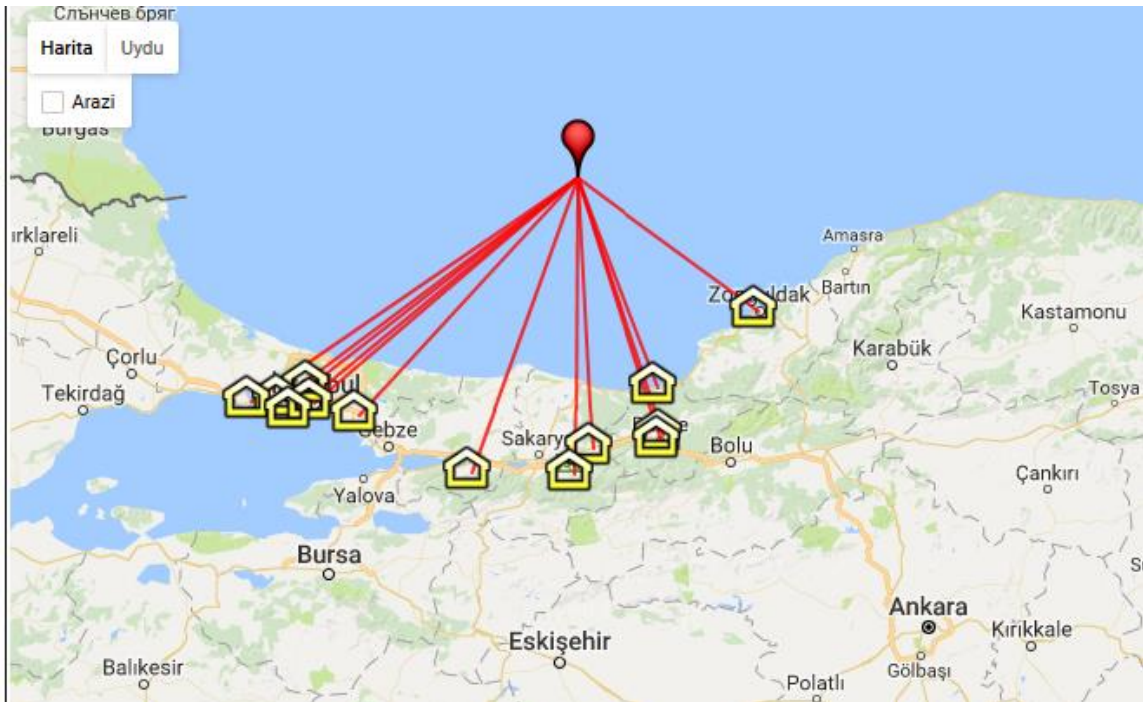 Слънчев бряг
Harita Uydu
Arazi
Burgas
ırklareli
Amasra
Bartın
Kastamonu
Karabük
Çorlu
Tekirdağ
Tosya
Gebze
Bolu
Çankırı
Yalova
Bursa
Ankara
Kırıkkale
Eskişehir
Gölbaşı
Balıkesir
Polatlı